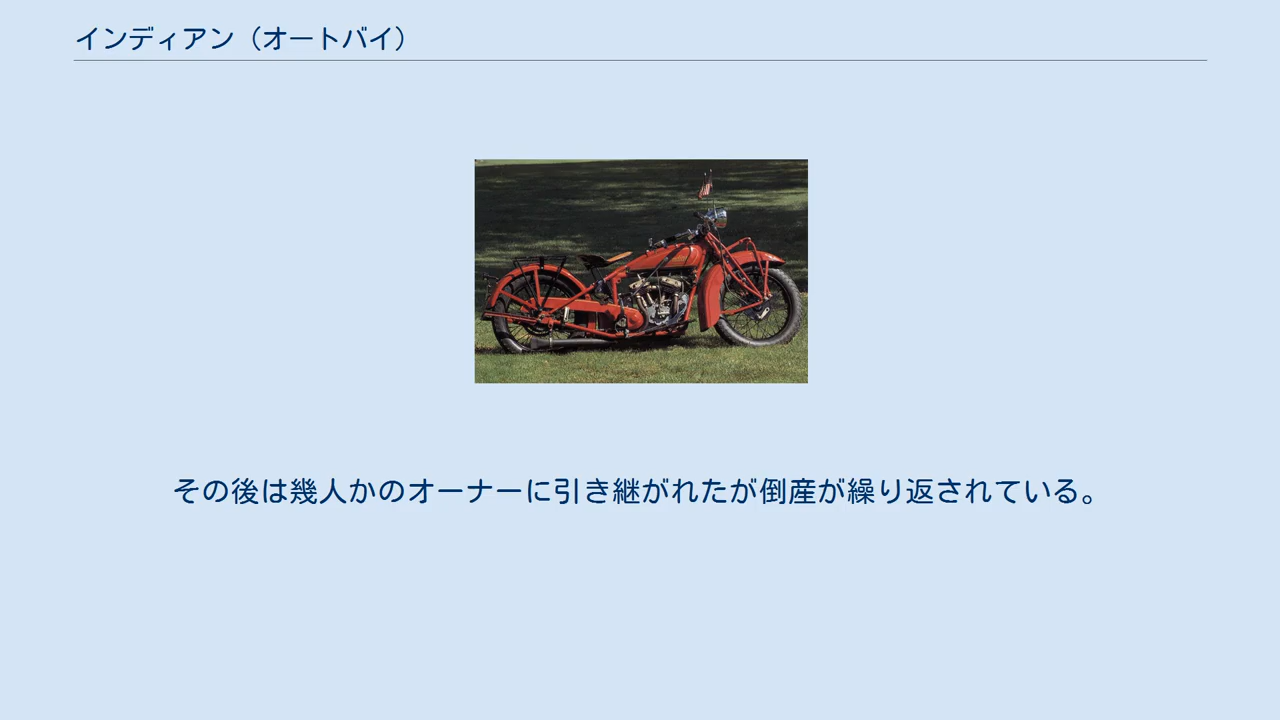 インディアン（オートバイ）
その後は幾人かのオーナーに引き継がれたが倒産が繰り返されている。